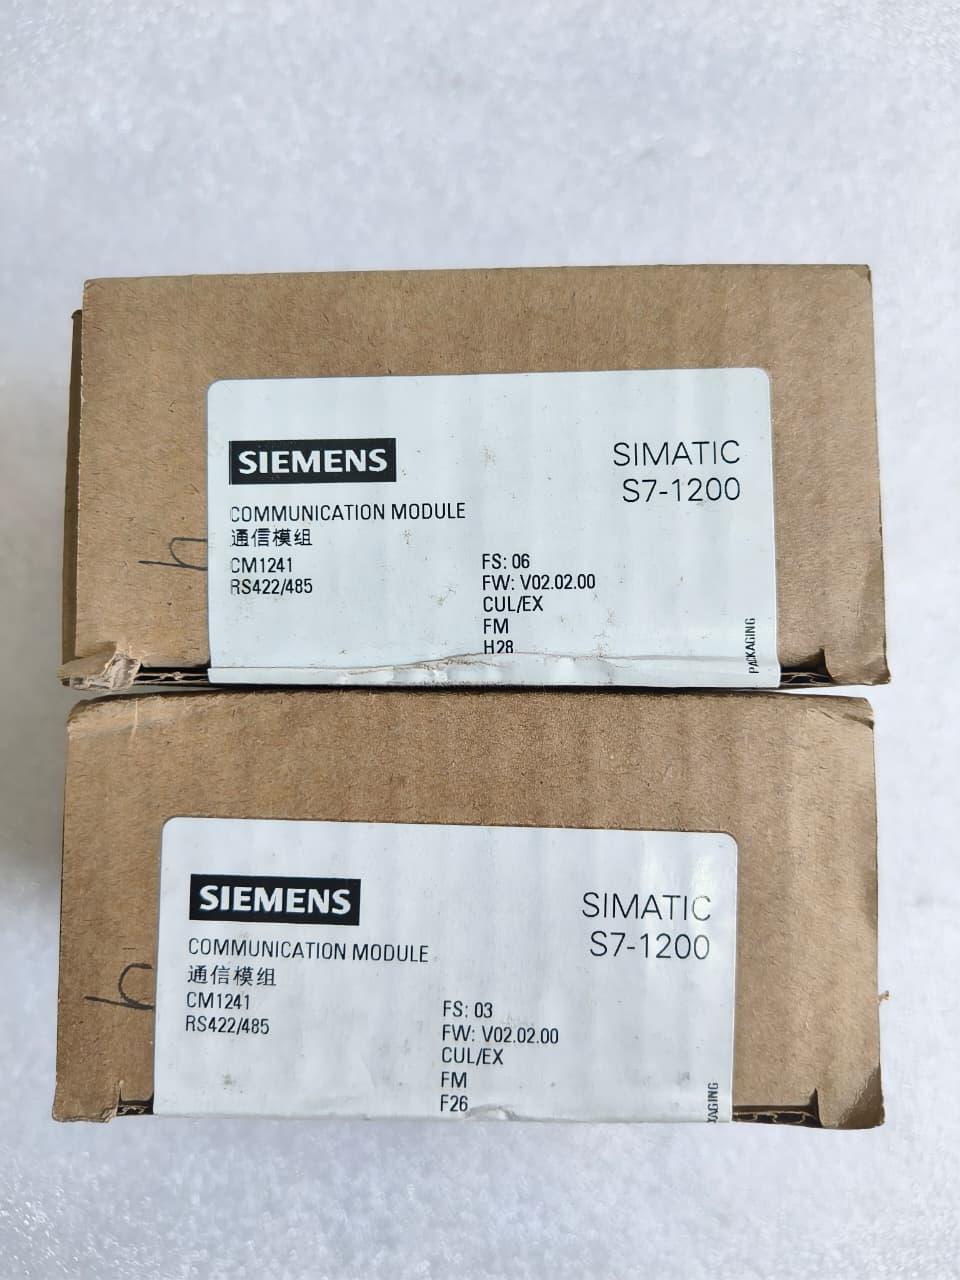 SIEMENS
SIMATIC
S7-1200
COMMUNICATION MODULE
通信模组
CM1241
RS422/485
FS: 06
FW: V02.02.00
CUL/EX
FM
H28
PACKAGING
h
SIEMENS
SIMATIC
S7-1200
COMMUNICATION MODULE
通信模组
CM1241
RS422/485
FS: 03
FW: V02.02.00
CUL/EX
FM
F26